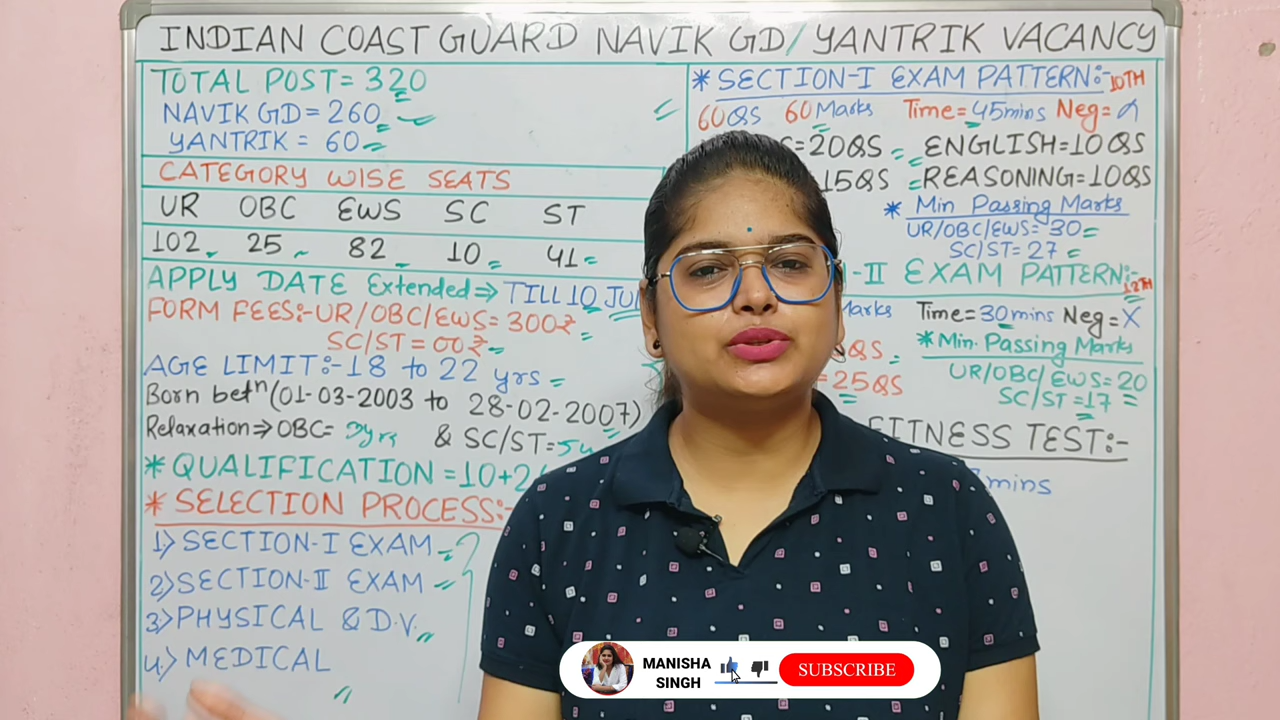 INDIAN COAST GUARD NAVIK GD/YANTRIK VACANCY
TOTAL POST=320
NAVIK GD=260
YANTRIK = 60
CATEGORY WISE SEATS
UR OBC EWS SC ST
102 25 82 10 41
APPLY DATE Extended⇒TILL 10
FORM FEES:-UR/OBC/EWS=300₹
SC/ST=00₹
AGE LIMIT:-18 to 22 yrs
Born betⁿ(01-03-2003 to 28-02-2007)
Relaxation⇒OBC=3yrs & SC/ST=5
*QUALIFICATION=10+2
*SELECTION PROCESS:-
1) SECTION-I EXAM
2) SECTION-II EXAM
3) PHYSICAL & D.V.
4) MEDICAL
*SECTION-I EXAM PATTERN:- 10TH
60QS 60Marks Time=45mins Neg=X
=20QS ENGLISH=10QS
15QS REASONING=10QS
* Min Passing Marks
UR/OBC/EWS=30
SC/ST=27
-II EXAM PATTERN:- 12TH
Marks Time=30mins Neg=X
QS
*Min. Passing Marks
=25QS UR/OBC/EWS=20
SC/ST=17
FITNESS TEST:-
mins
MANISHA
SINGH
SUBSCRIBE